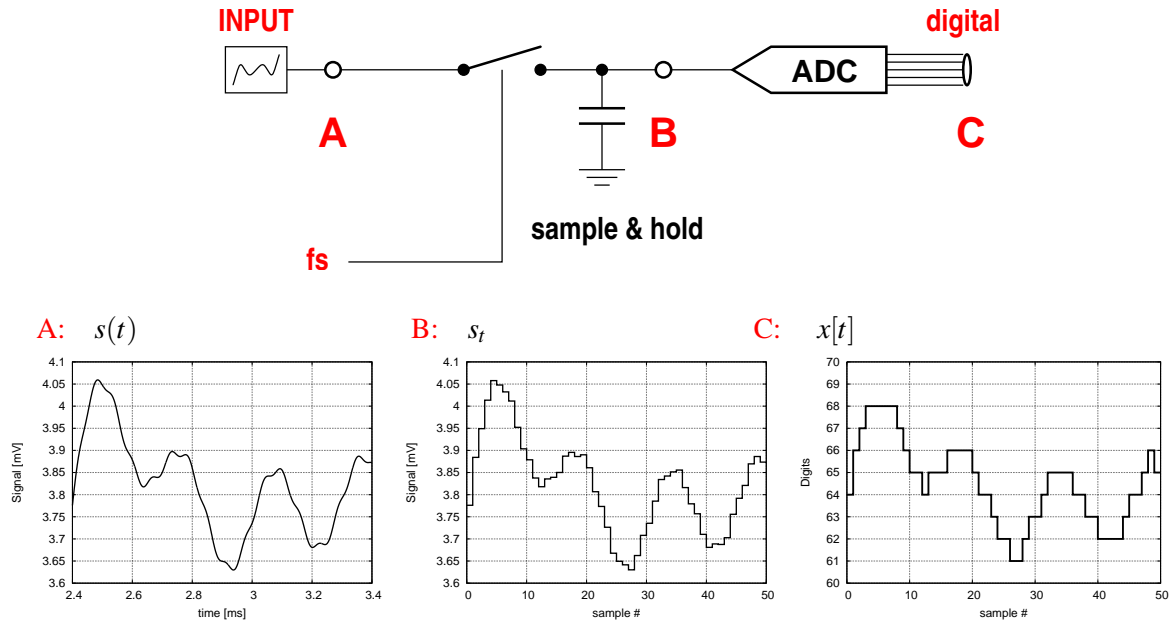 INPUT
digital
ADC
A
B
C
sample & hold
fs
A: s(t)
B: s_t
C: x[t]
4.1
4.05
4
3.95
3.9
3.85
3.8
3.75
3.7
3.65
3.6
Signal [mV]
2.4 2.6 2.8 3 3.2 3.4
time [ms]
4.1
4.05
4
3.95
3.9
3.85
3.8
3.75
3.7
3.65
3.6
Signal [mV]
0 10 20 30 40 50
sample #
70
69
68
67
66
65
64
63
62
61
60
Digits
0 10 20 30 40 50
sample #